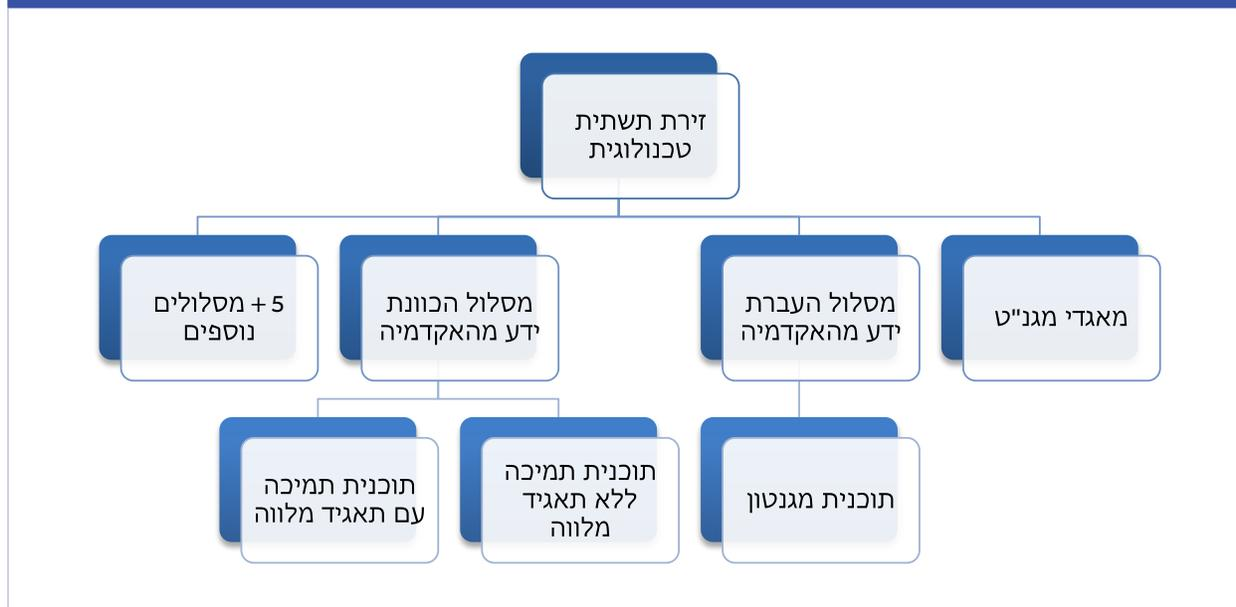 זירת תשתית
טכנולוגית
מאגדי מגנ"ט
מסלול העברת
ידע מהאקדמיה
מסלול הכוונת
ידע מהאקדמיה
5 + מסלולים
נוספים
תוכנית מגנטון
תוכנית תמיכה
ללא תאגיד
מלווה
תוכנית תמיכה
עם תאגיד מלווה